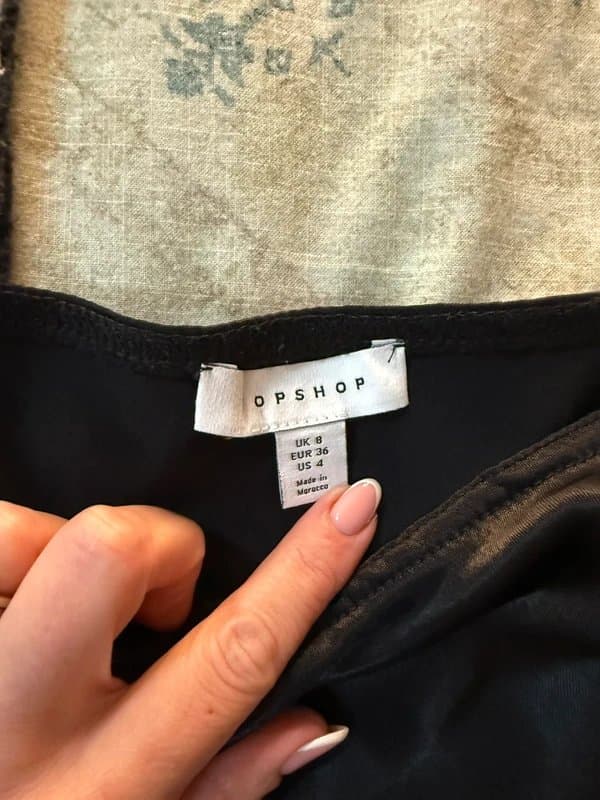 OPSHOP
UK 8
EUR 36
US 4
Made in
Morocco